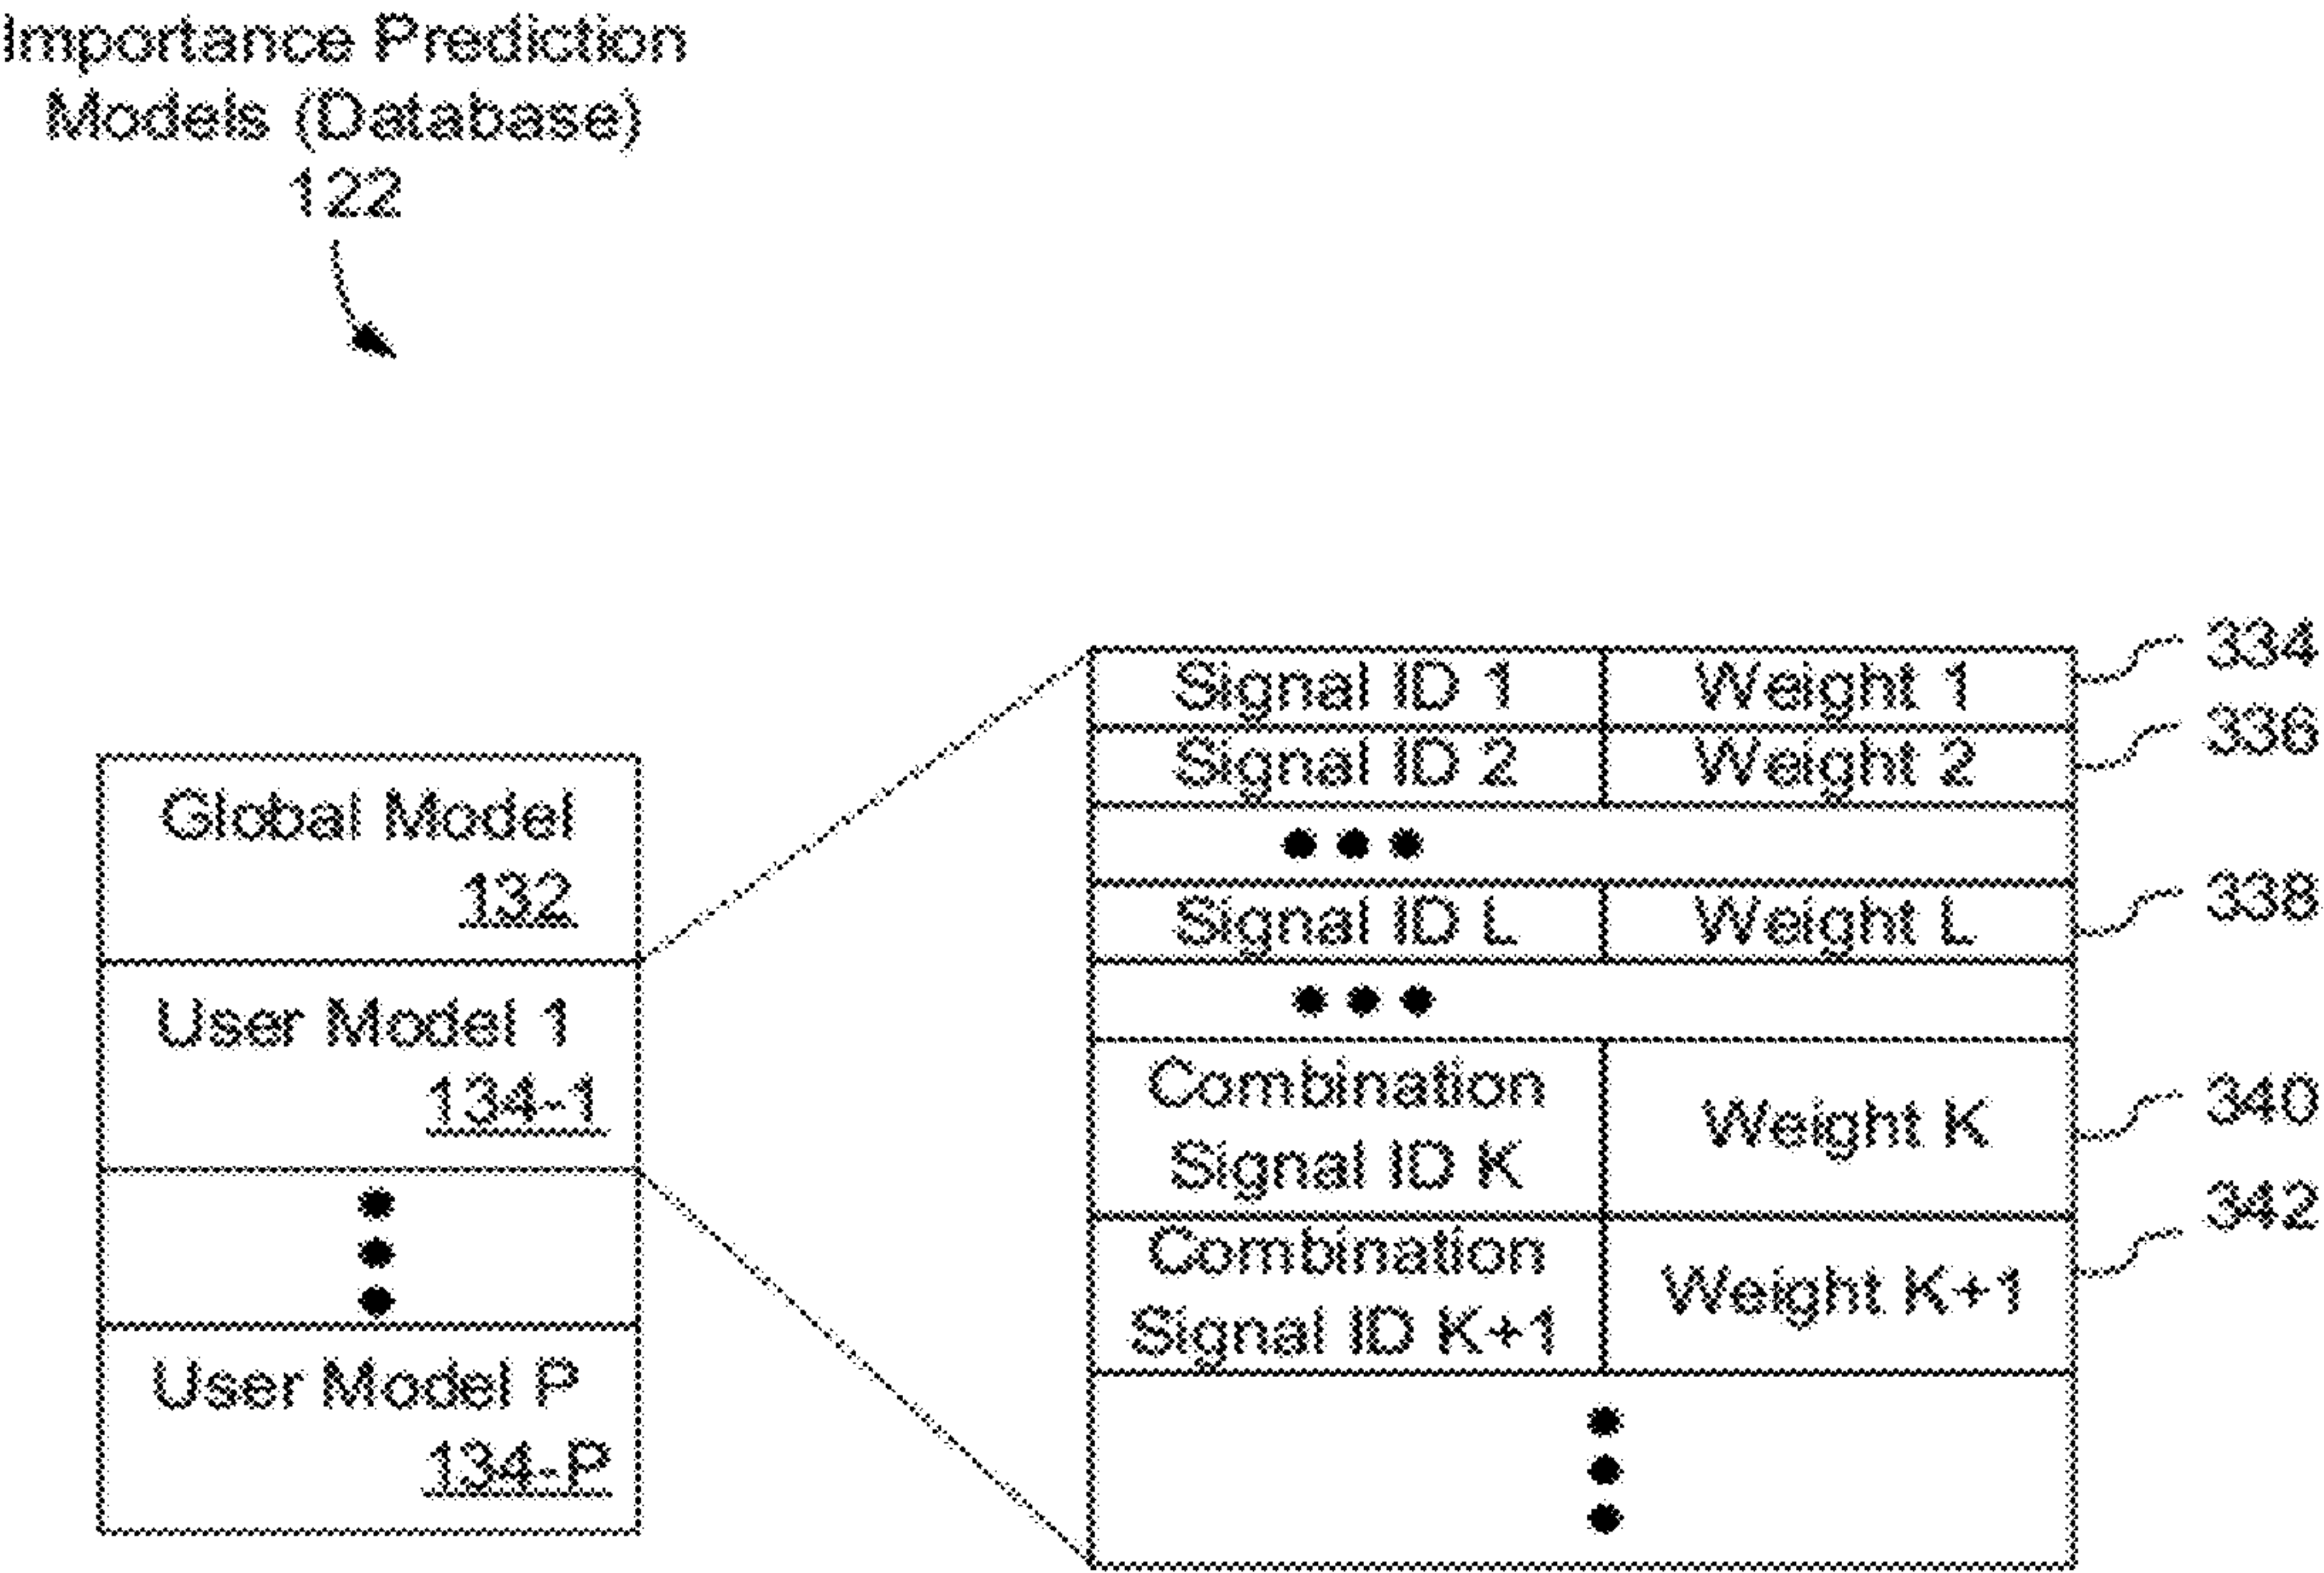 Importance Prediction
Models (Database)
122
Global Model
132
User Model 1
134-1
User Model P
134-P
Signal ID 1 Weight 1 334
Signal ID 2 Weight 2 336
Signal ID L Weight L 338
Combination
Signal ID K
Weight K 340
Combination
Signal ID K+1
Weight K+1 342